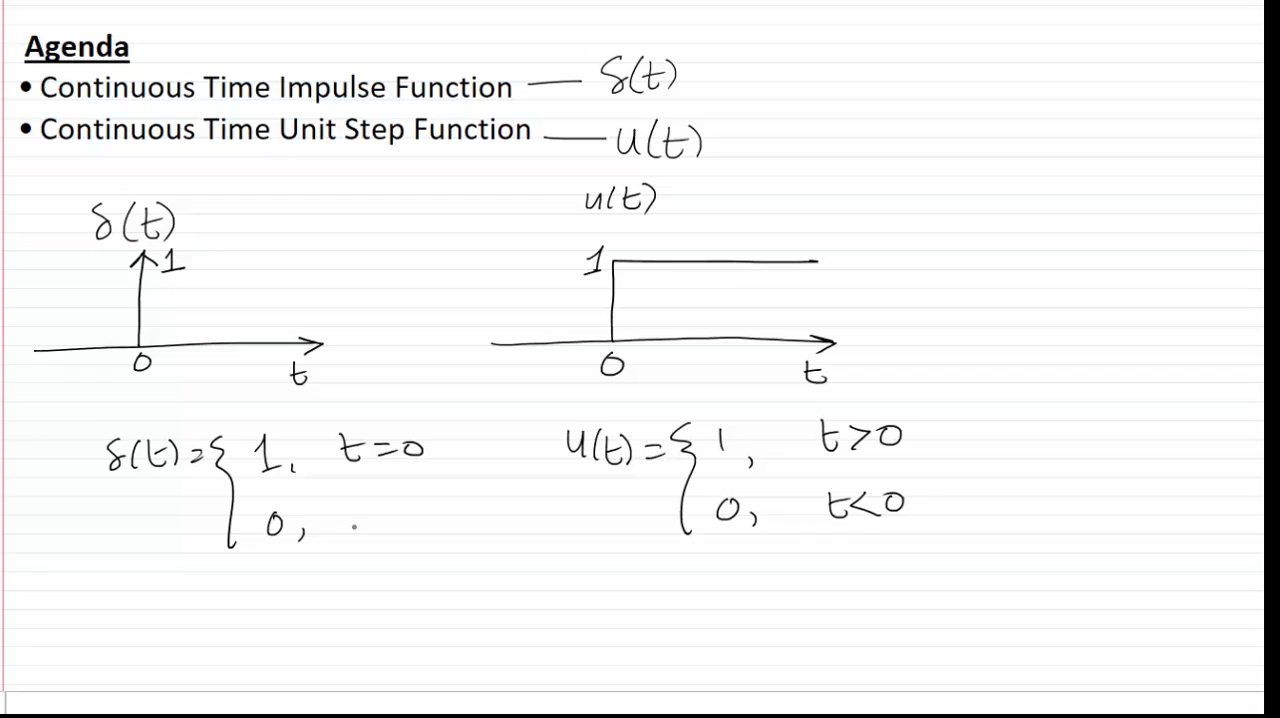 Agenda
• Continuous Time Impulse Function — δ(t)
• Continuous Time Unit Step Function — u(t)
δ(t)
1
0
t
u(t)
1
0
t
δ(t) = { 1, t = 0
0,
u(t) = { 1, t > 0
0, t < 0